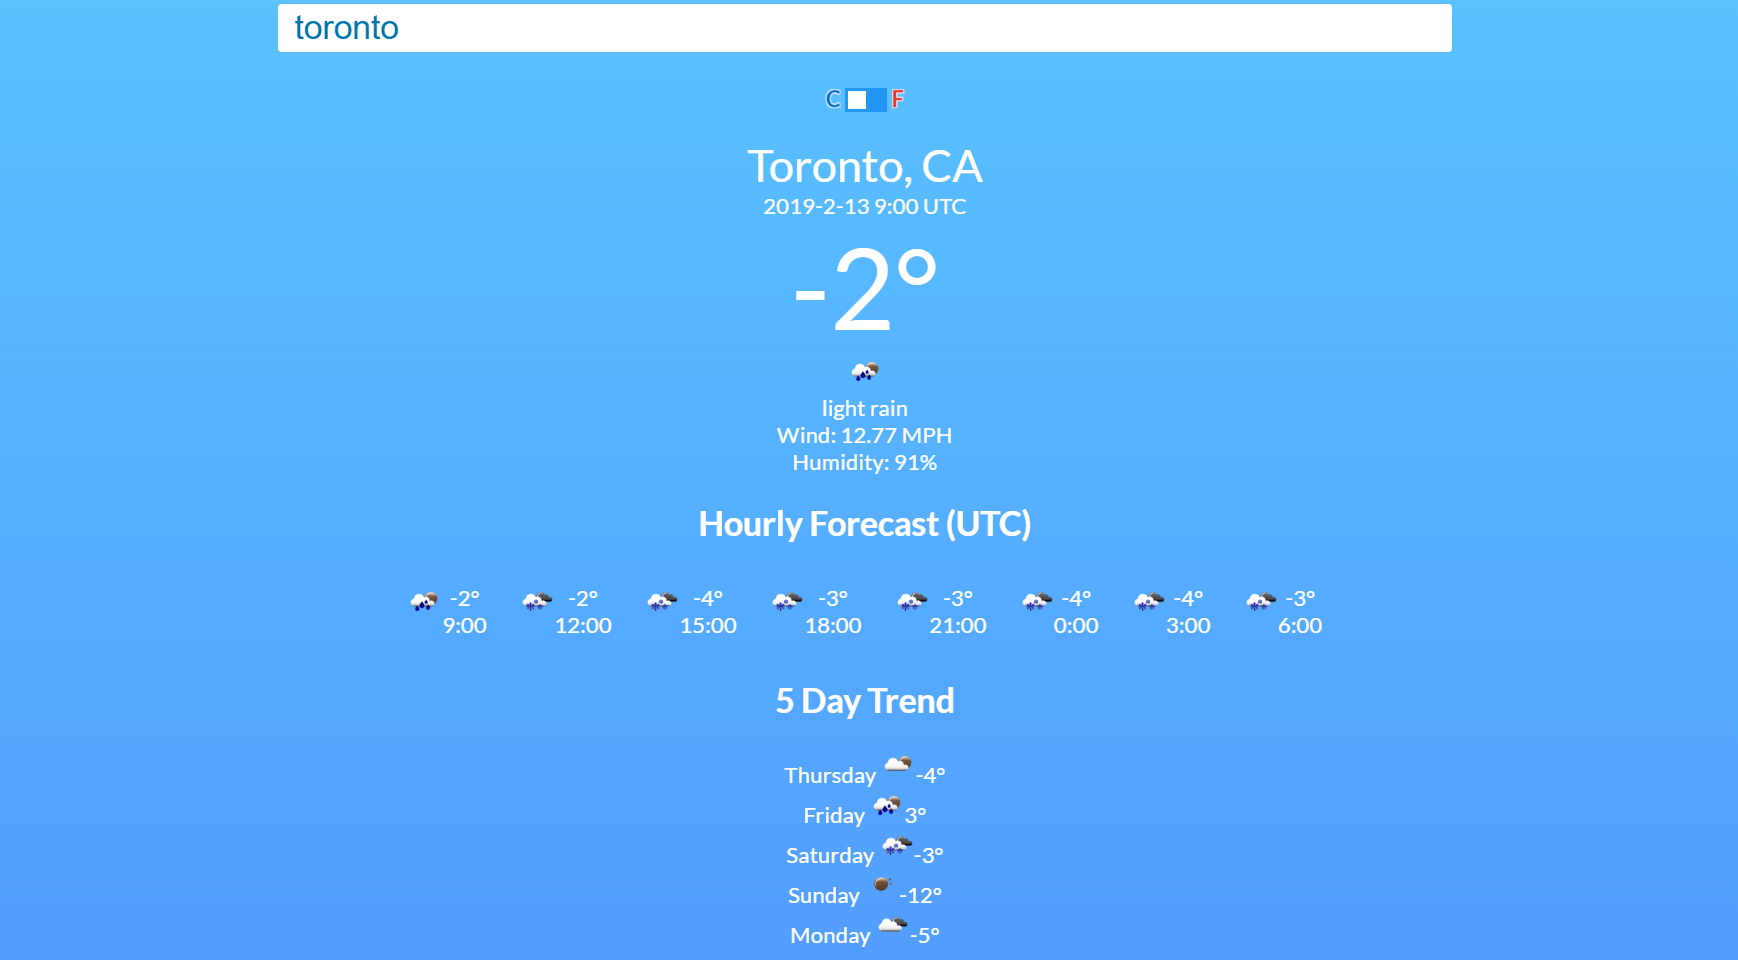 toronto
C F
Toronto, CA
2019-2-13 9:00 UTC
-2°
light rain
Wind: 12.77 MPH
Humidity: 91%
Hourly Forecast (UTC)
-2° -2° -4° -3° -3° -4° -4° -3°
9:00 12:00 15:00 18:00 21:00 0:00 3:00 6:00
5 Day Trend
Thursday -4°
Friday 3°
Saturday -3°
Sunday -12°
Monday -5°